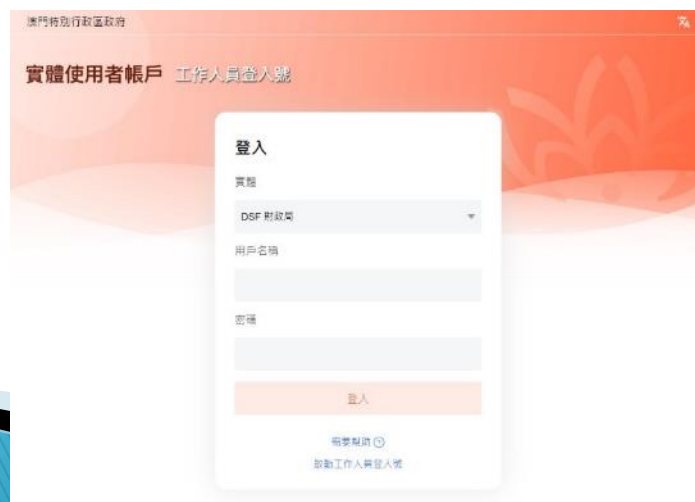 澳門特別行政區政府
實體使用者帳戶 工作人員登入號
登入
實體
DSF 財政局
用戶名稱
密碼
登入
需要幫助
啟動工作人員登入號